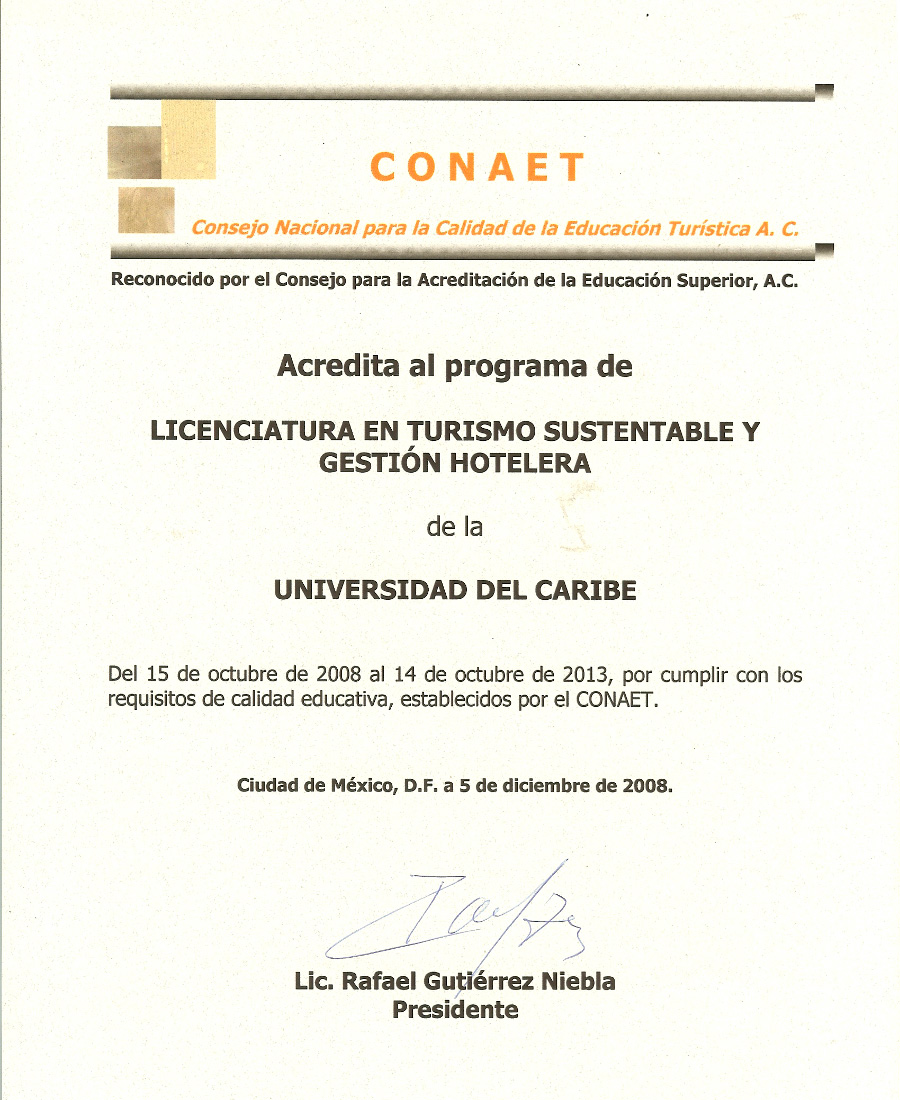 CONAET
Consejo Nacional para la Calidad de la Educación Turística A. C.
Reconocido por el Consejo para la Acreditación de la Educación Superior, A.C.
Acredita al programa de
LICENCIATURA EN TURISMO SUSTENTABLE Y
GESTIÓN HOTELERA
de la
UNIVERSIDAD DEL CARIBE
Del 15 de octubre de 2008 al 14 de octubre de 2013, por cumplir con los
requisitos de calidad educativa, establecidos por el CONAET.
Ciudad de México, D.F. a 5 de diciembre de 2008.
Lic. Rafael Gutiérrez Niebla
Presidente